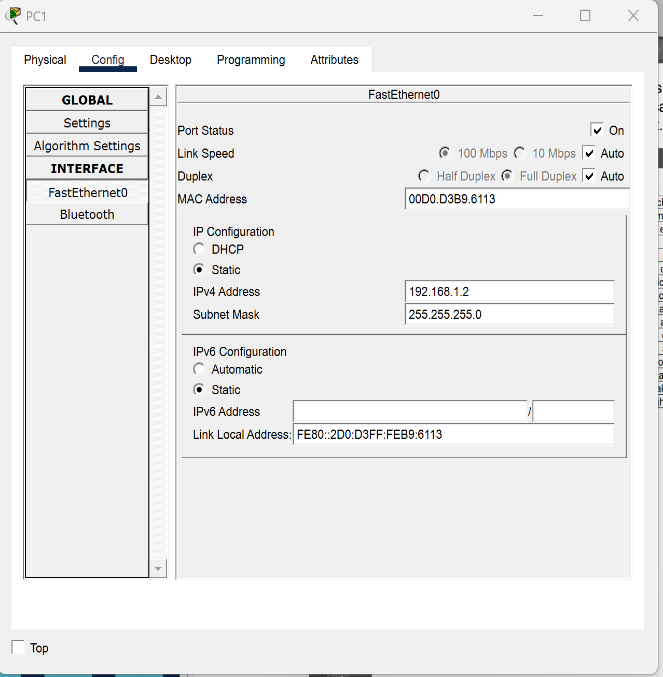 PC1
Physical Config Desktop Programming Attributes
GLOBAL
Settings
Algorithm Settings
INTERFACE
FastEthernet0
Bluetooth
FastEthernet0
Port Status On
Link Speed 100 Mbps 10 Mbps Auto
Duplex Half Duplex Full Duplex Auto
MAC Address 00D0.D3B9.6113
IP Configuration
DHCP
Static
IPv4 Address 192.168.1.2
Subnet Mask 255.255.255.0
IPv6 Configuration
Automatic
Static
IPv6 Address /
Link Local Address: FE80::2D0:D3FF:FEB9:6113
Top